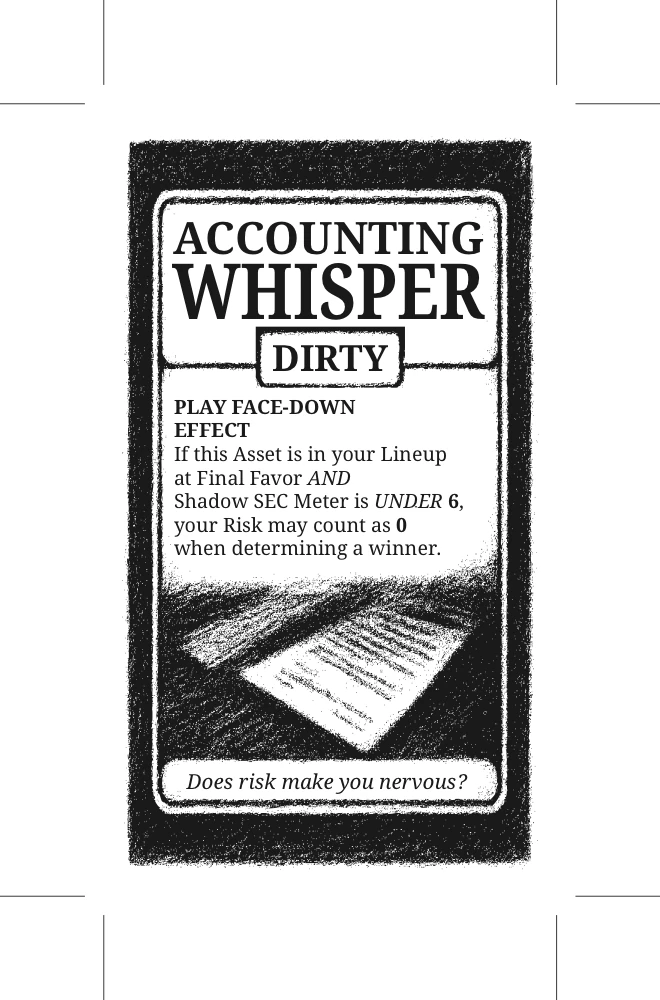 ACCOUNTING
WHISPER
DIRTY
PLAY FACE-DOWN
EFFECT
If this Asset is in your Lineup
at Final Favor AND
Shadow SEC Meter is UNDER 6,
your Risk may count as 0
when determining a winner.
Does risk make you nervous?